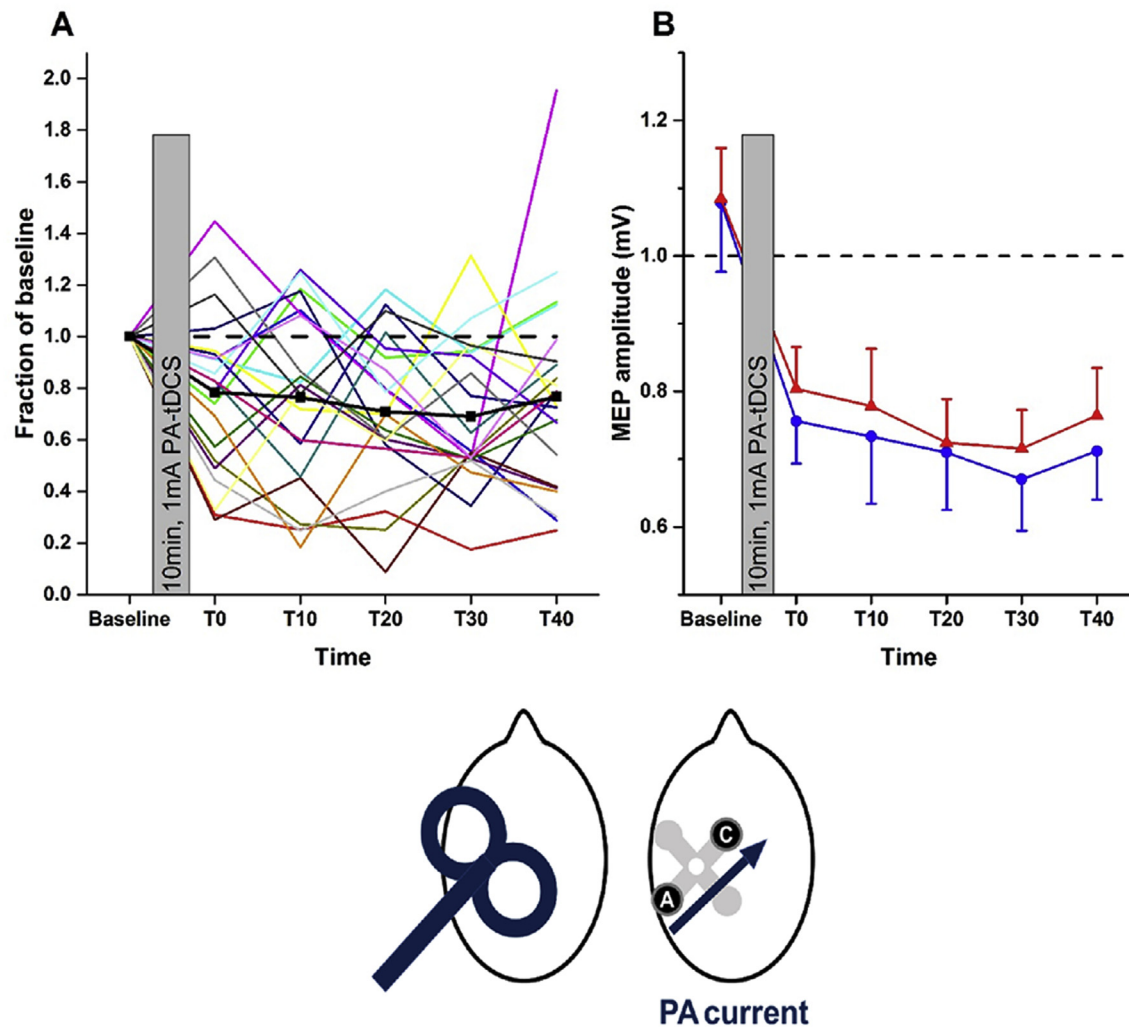 A
Fraction of baseline
2.0
1.8
1.6
1.4
1.2
1.0
0.8
0.6
0.4
0.2
0.0
10min, 1mA PA-tDCS
Baseline T0 T10 T20 T30 T40
Time
B
MEP amplitude (mV)
1.2
1.0
0.8
0.6
10min, 1mA PA-tDCS
Baseline T0 T10 T20 T30 T40
Time
C
A
PA current